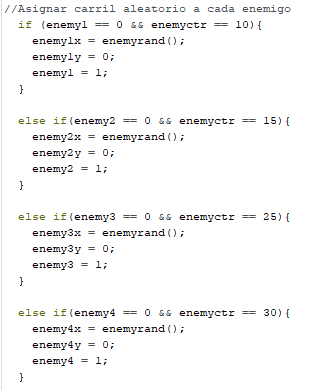 //Asignar carril aleatorio a cada enemigo
if (enemy1 == 0 && enemyctr == 10){
enemy1x = enemyrand();
enemy1y = 0;
enemy1 = 1;
}
else if(enemy2 == 0 && enemyctr == 15){
enemy2x = enemyrand();
enemy2y = 0;
enemy2 = 1;
}
else if(enemy3 == 0 && enemyctr == 25){
enemy3x = enemyrand();
enemy3y = 0;
enemy3 = 1;
}
else if(enemy4 == 0 && enemyctr == 30){
enemy4x = enemyrand();
enemy4y = 0;
enemy4 = 1;
}